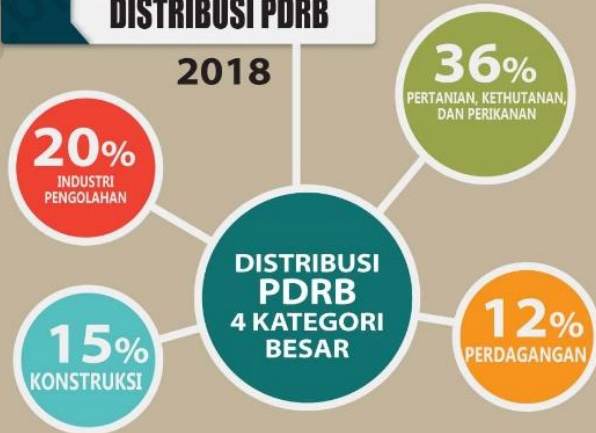 DISTRIBUSI PDRB
2018
36%
PERTANIAN, KETHUTANAN,
DAN PERIKANAN
20%
INDUSTRI
PENGOLAHAN
DISTRIBUSI
PDRB
4 KATEGORI
BESAR
15%
KONSTRUKSI
12%
PERDAGANGAN